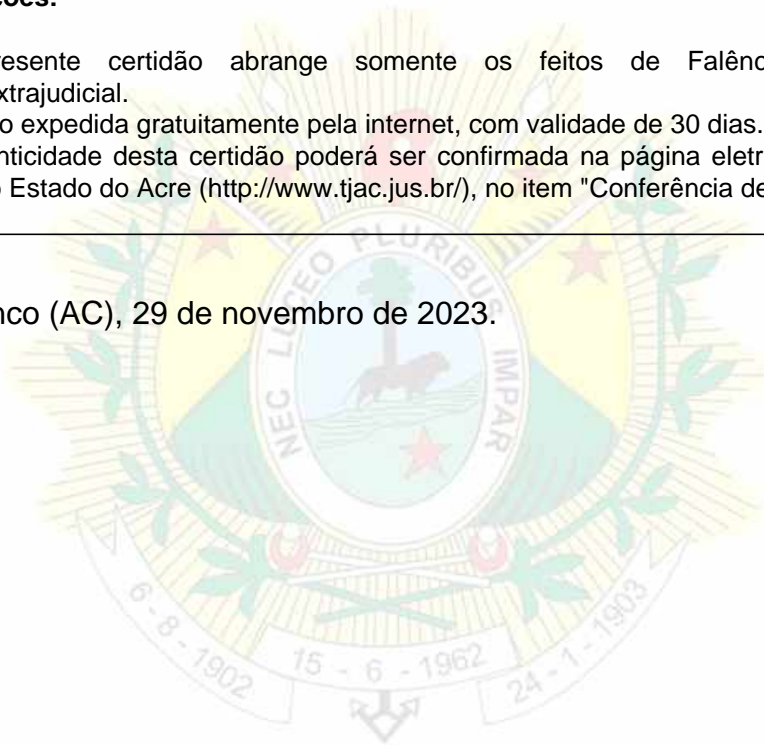 ções:
resente certidão abrange somente os feitos de Falênc
xtrajudicial.
o expedida gratuitamente pela internet, com validade de 30 dias.
nticidade desta certidão poderá ser confirmada na página eletr
o Estado do Acre (http://www.tjac.jus.br/), no item "Conferência de
nco (AC), 29 de novembro de 2023.
NEC LUCEO PLURIBUS IMPAR
6 - 8 - 1902
15 - 6 - 1962
24 - 1 - 1903